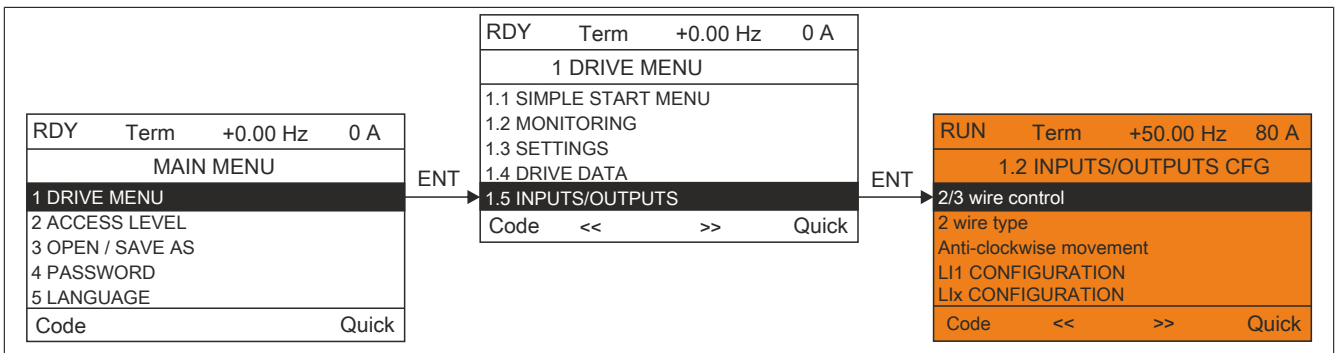 RDY Term +0.00 Hz 0 A
MAIN MENU
1 DRIVE MENU
2 ACCESS LEVEL
3 OPEN / SAVE AS
4 PASSWORD
5 LANGUAGE
Code Quick
ENT
RDY Term +0.00 Hz 0 A
1 DRIVE MENU
1.1 SIMPLE START MENU
1.2 MONITORING
1.3 SETTINGS
1.4 DRIVE DATA
1.5 INPUTS/OUTPUTS
Code << >> Quick
ENT
RUN Term +50.00 Hz 80 A
1.2 INPUTS/OUTPUTS CFG
2/3 wire control
2 wire type
Anti-clockwise movement
LI1 CONFIGURATION
LIx CONFIGURATION
Code << >> Quick